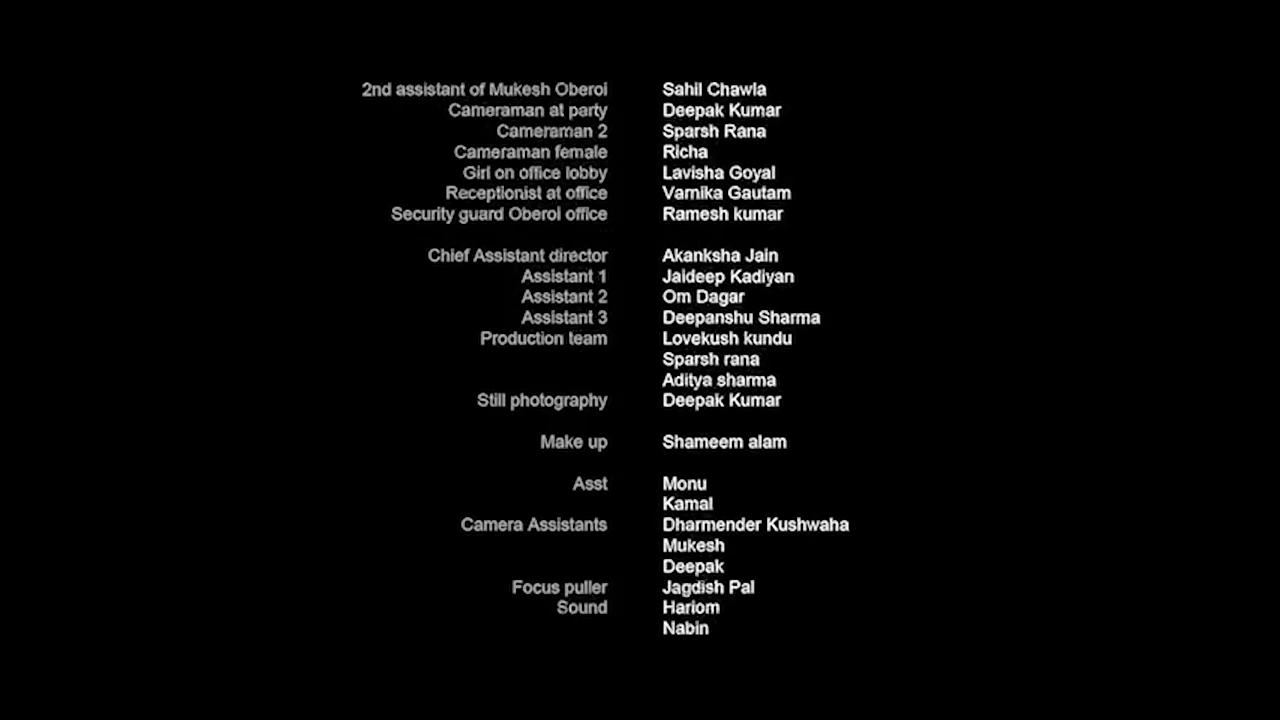 2nd assistant of Mukesh Oberoi Sahil Chawla
Cameraman at party Deepak Kumar
Cameraman 2 Sparsh Rana
Cameraman female Richa
Girl on office lobby Lavisha Goyal
Receptionist at office Varnika Gautam
Security guard Oberoi office Ramesh kumar
Chief Assistant director Akanksha Jain
Assistant 1 Jaideep Kadiyan
Assistant 2 Om Dagar
Assistant 3 Deepanshu Sharma
Production team Lovekush kundu
Sparsh rana
Aditya sharma
Still photography Deepak Kumar
Make up Shameem alam
Asst Monu
Kamal
Camera Assistants Dharmender Kushwaha
Mukesh
Deepak
Focus puller Jagdish Pal
Sound Hariom
Nabin